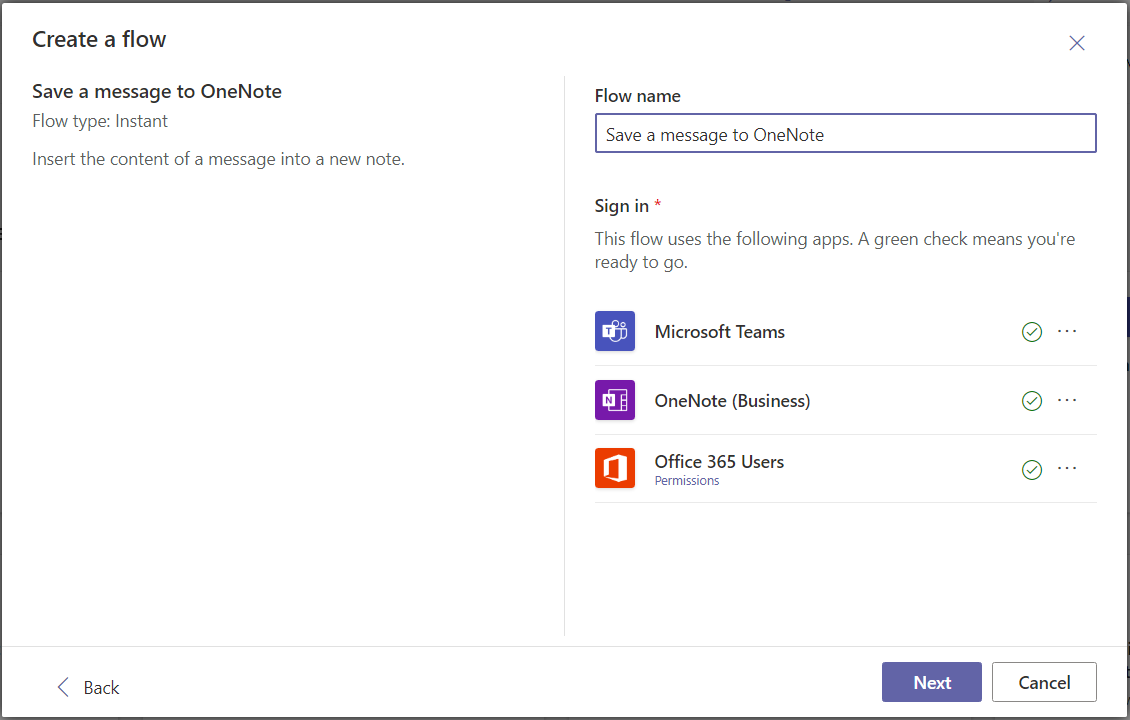 Create a flow
Save a message to OneNote
Flow type: Instant
Insert the content of a message into a new note.
Flow name
Save a message to OneNote
Sign in *
This flow uses the following apps. A green check means you're
ready to go.
Microsoft Teams
OneNote (Business)
Office 365 Users
Permissions
Back
Next
Cancel